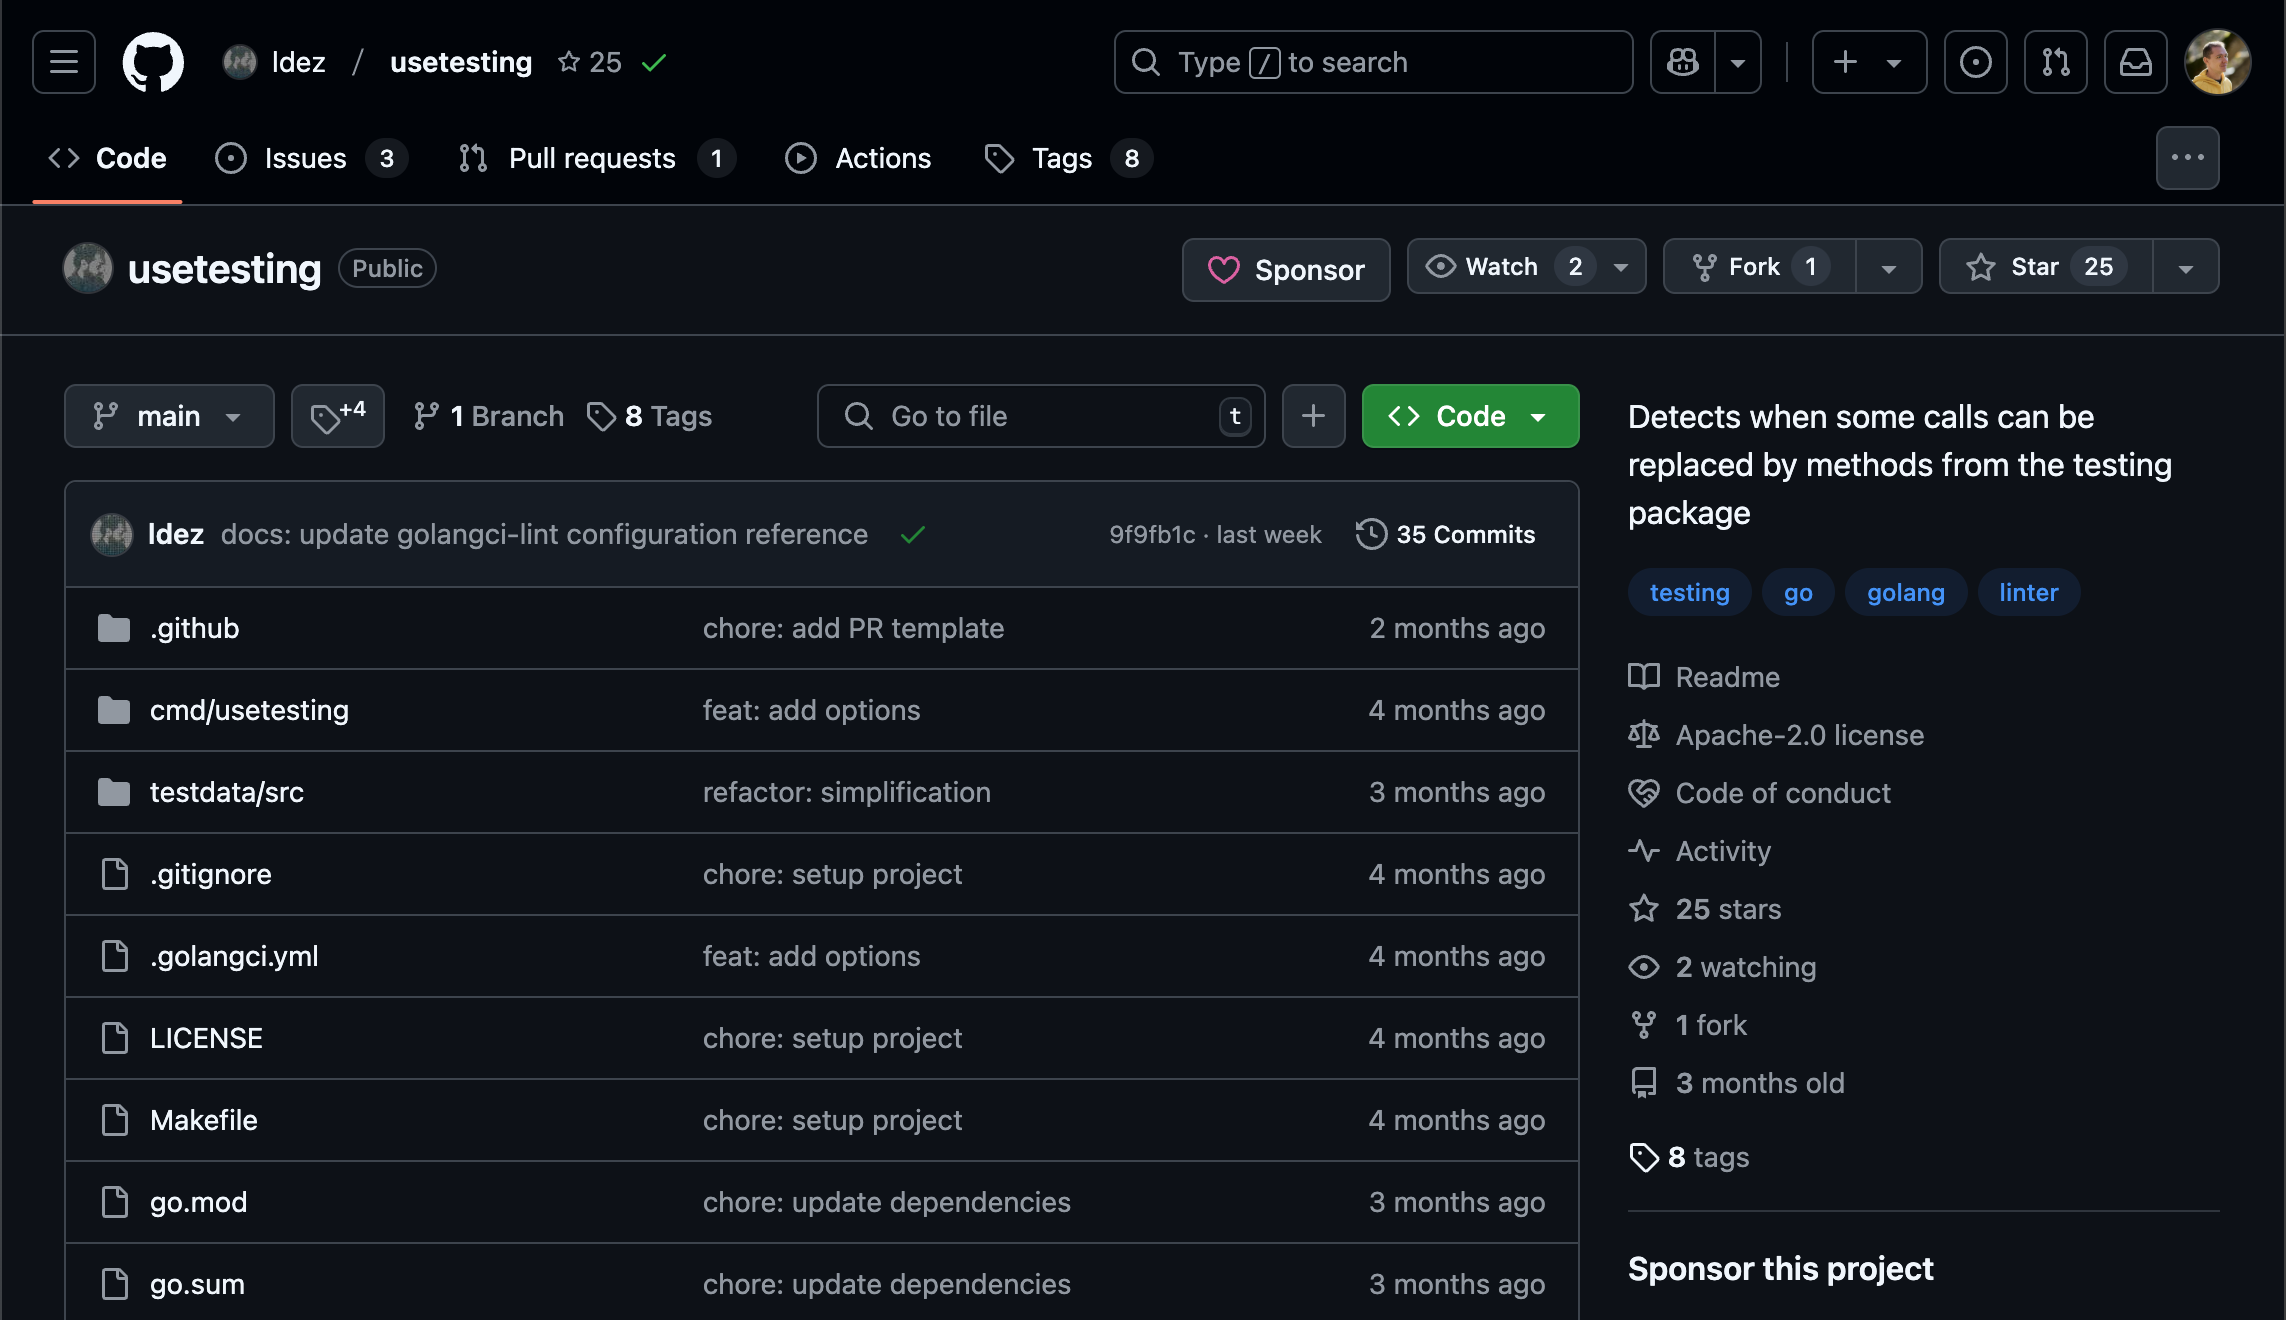 ldez / usetesting 25
Type / to search
Code Issues 3 Pull requests 1 Actions Tags 8
usetesting Public
Sponsor Watch 2 Fork 1 Star 25
main +4 1 Branch 8 Tags Go to file t Code
ldez docs: update golangci-lint configuration reference 9f9fb1c · last week 35 Commits
.github chore: add PR template 2 months ago
cmd/usetesting feat: add options 4 months ago
testdata/src refactor: simplification 3 months ago
.gitignore chore: setup project 4 months ago
.golangci.yml feat: add options 4 months ago
LICENSE chore: setup project 4 months ago
Makefile chore: setup project 4 months ago
go.mod chore: update dependencies 3 months ago
go.sum chore: update dependencies 3 months ago
Detects when some calls can be
replaced by methods from the testing
package
testing go golang linter
Readme
Apache-2.0 license
Code of conduct
Activity
25 stars
2 watching
1 fork
3 months old
8 tags
Sponsor this project